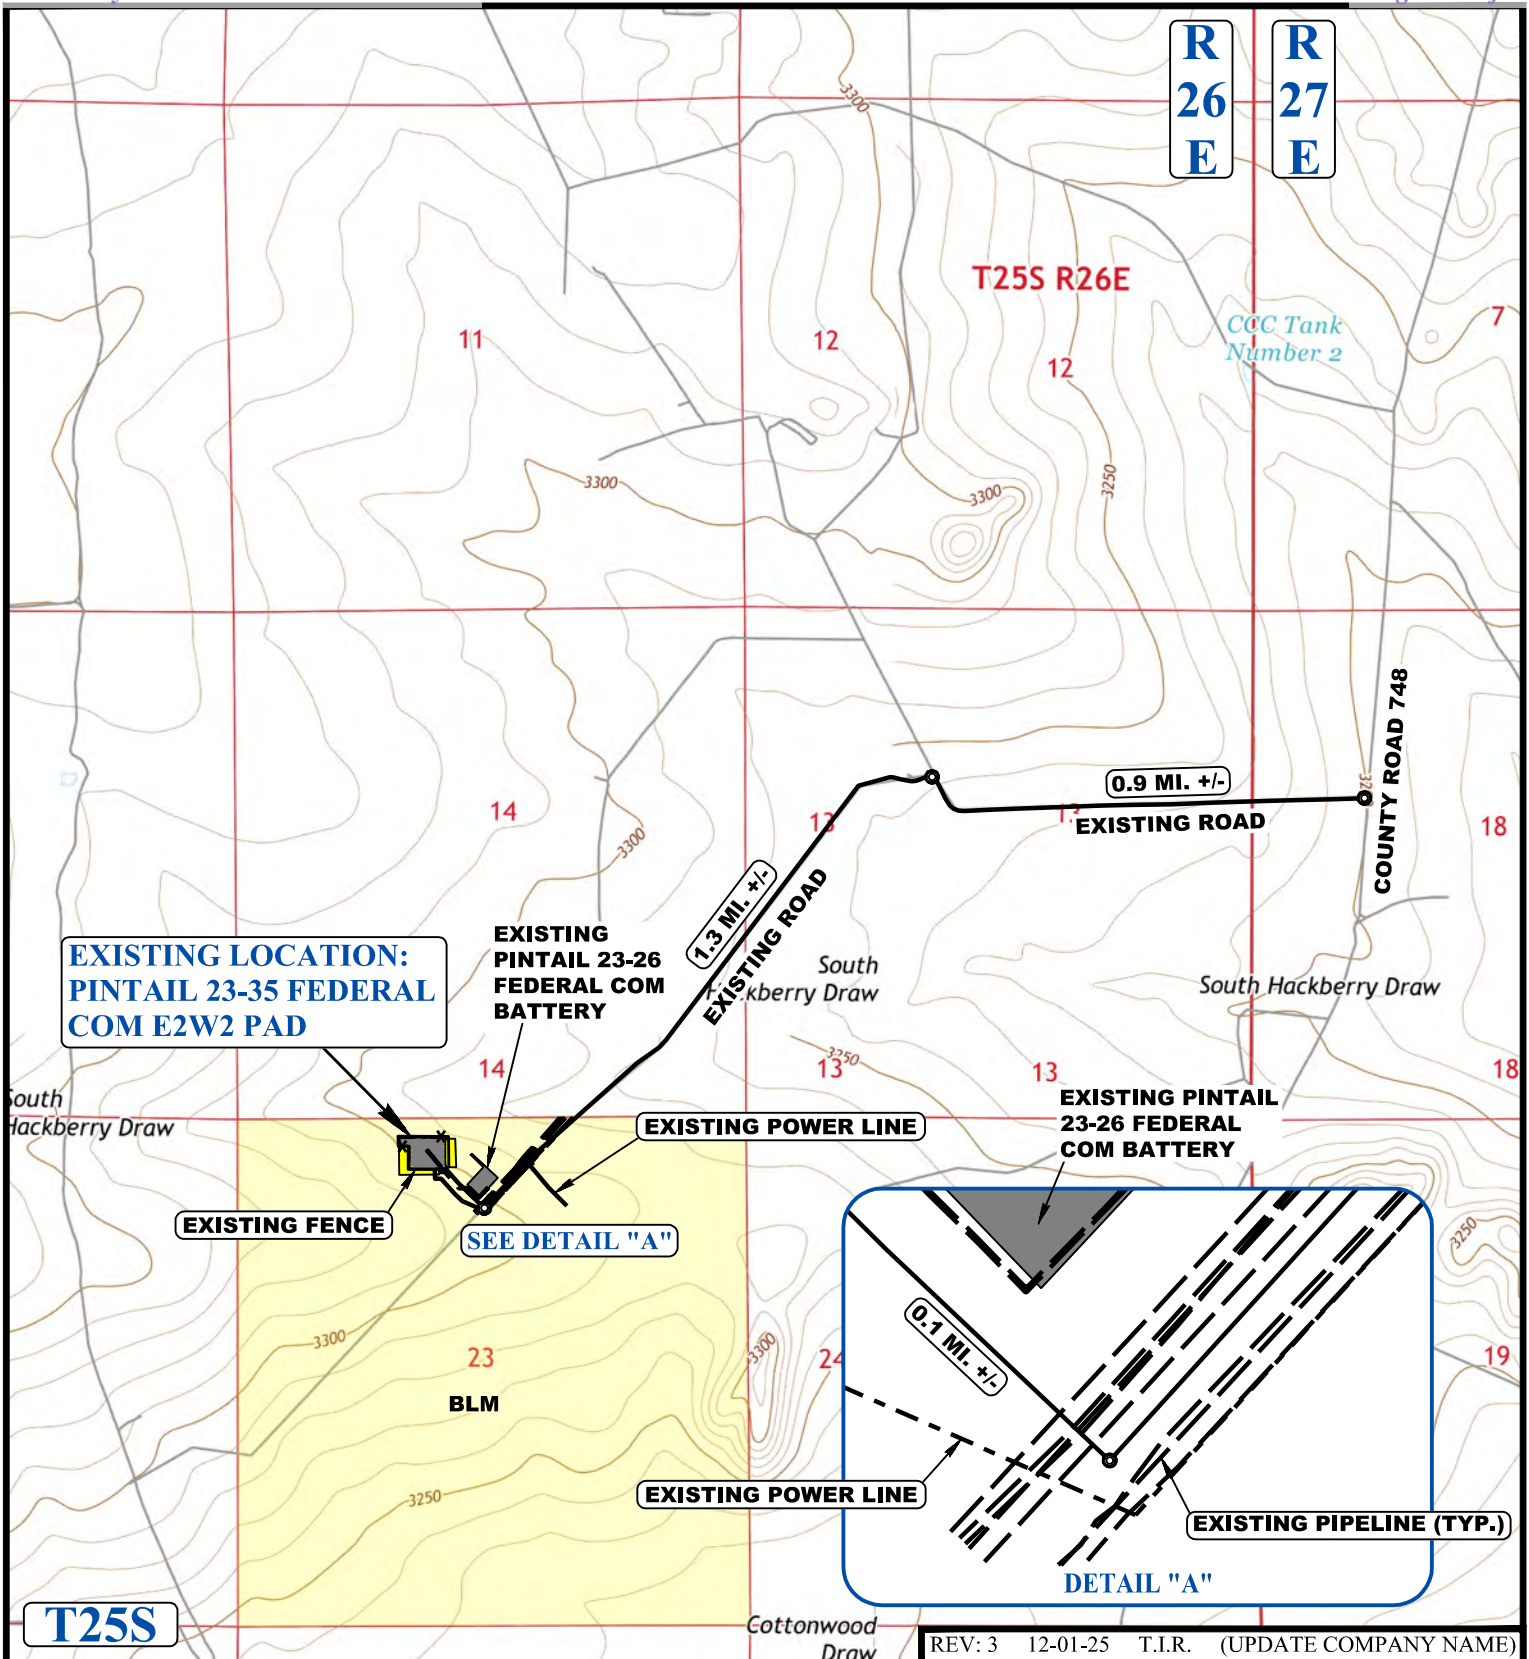 R
26
E
R
27
E
3300
T25S R26E
CCC Tank
Number 2
7
11
12
12
3300
3300
3250
COUNTY ROAD 748
0.9 MI. +/-
EXISTING ROAD
14
13
18
3300
1.3 MI. +/-
EXISTING ROAD
EXISTING
PINTAIL 23-26
FEDERAL COM
BATTERY
EXISTING LOCATION:
PINTAIL 23-35 FEDERAL
COM E2W2 PAD
South
Hackberry Draw
South Hackberry Draw
3250
14
13
13
18
South
Hackberry Draw
EXISTING PINTAIL
23-26 FEDERAL
COM BATTERY
EXISTING POWER LINE
EXISTING FENCE
SEE DETAIL "A"
3250
3300
23
3300
24
19
BLM
0.1 MI. +/-
3250
EXISTING POWER LINE
EXISTING PIPELINE (TYP.)
DETAIL "A"
T25S
Cottonwood
Draw
REV: 3 12-01-25 T.I.R. (UPDATE COMPANY NAME)